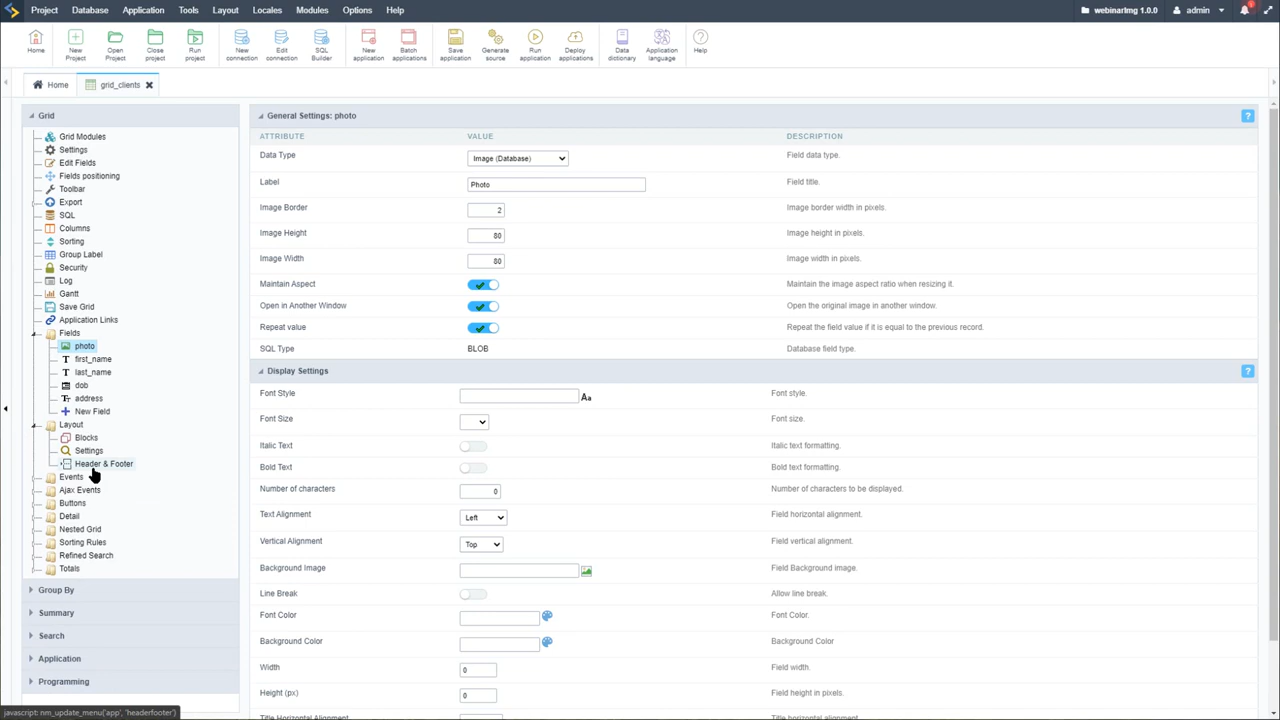 Project Database Application Tools Layout Locales Modules Options Help webinarImg 1.0.0 admin
Home
New Project
Open Project
Close project
Run project
New connection
Edit connection
SQL Builder
New application
Batch applications
Save application
Generate source
Run application
Deploy applications
Data dictionary
Application language
Help
Home grid_clients
Grid
Grid Modules
Settings
Edit Fields
Fields positioning
Toolbar
Export
SQL
Columns
Sorting
Group Label
Security
Log
Gantt
Save Grid
Application Links
Fields
photo
first_name
last_name
dob
address
New Field
Layout
Blocks
Settings
Header & Footer
Events
Ajax Events
Buttons
Detail
Nested Grid
Sorting Rules
Refined Search
Totals
Group By
Summary
Search
Application
Programming
General Settings: photo ?
ATTRIBUTE VALUE DESCRIPTION
Data Type Image (Database) Field data type.
Label Photo Field title.
Image Border 2 Image border width in pixels.
Image Height 80 Image height in pixels.
Image Width 80 Image width in pixels.
Maintain Aspect Maintain the image aspect ratio when resizing it.
Open in Another Window Open the original image in another window.
Repeat value Repeat the field value if it is equal to the previous record.
SQL Type BLOB Database field type.
Display Settings ?
Font Style Aa Font style.
Font Size Font size.
Italic Text Italic text formatting.
Bold Text Bold text formatting.
Number of characters 0 Number of characters to be displayed.
Text Alignment Left Field horizontal alignment.
Vertical Alignment Top Field vertical alignment.
Background Image Field Background image.
Line Break Allow line break.
Font Color Font Color.
Background Color Background Color
Width 0 Field width.
Height (px) 0 Field height in pixels.
Title Horizontal Alignment Title horizontal alignment.
javascript: nm_update_menu('app', 'headerfooter')